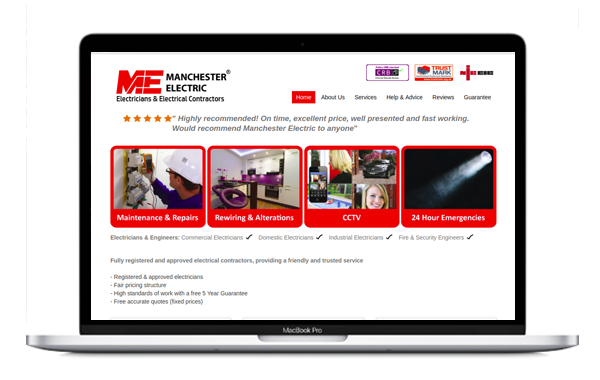 ME MANCHESTER®
ELECTRIC
Electricians & Electrical Contractors
CRB
TRUST
MARK
Home About Us Services Help & Advice Reviews Guarantee
" Highly recommended! On time, excellent price, well presented and fast working.
Would recommend Manchester Electric to anyone"
Maintenance & Repairs Rewiring & Alterations CCTV 24 Hour Emergencies
Electricians & Engineers: Commercial Electricians ✓ Domestic Electricians ✓ Industrial Electricians ✓ Fire & Security Engineers ✓
Fully registered and approved electrical contractors, providing a friendly and trusted service
- Registered & approved electricians
- Fair pricing structure
- High standards of work with a free 5 Year Guarantee
- Free accurate quotes (fixed prices)
MacBook Pro